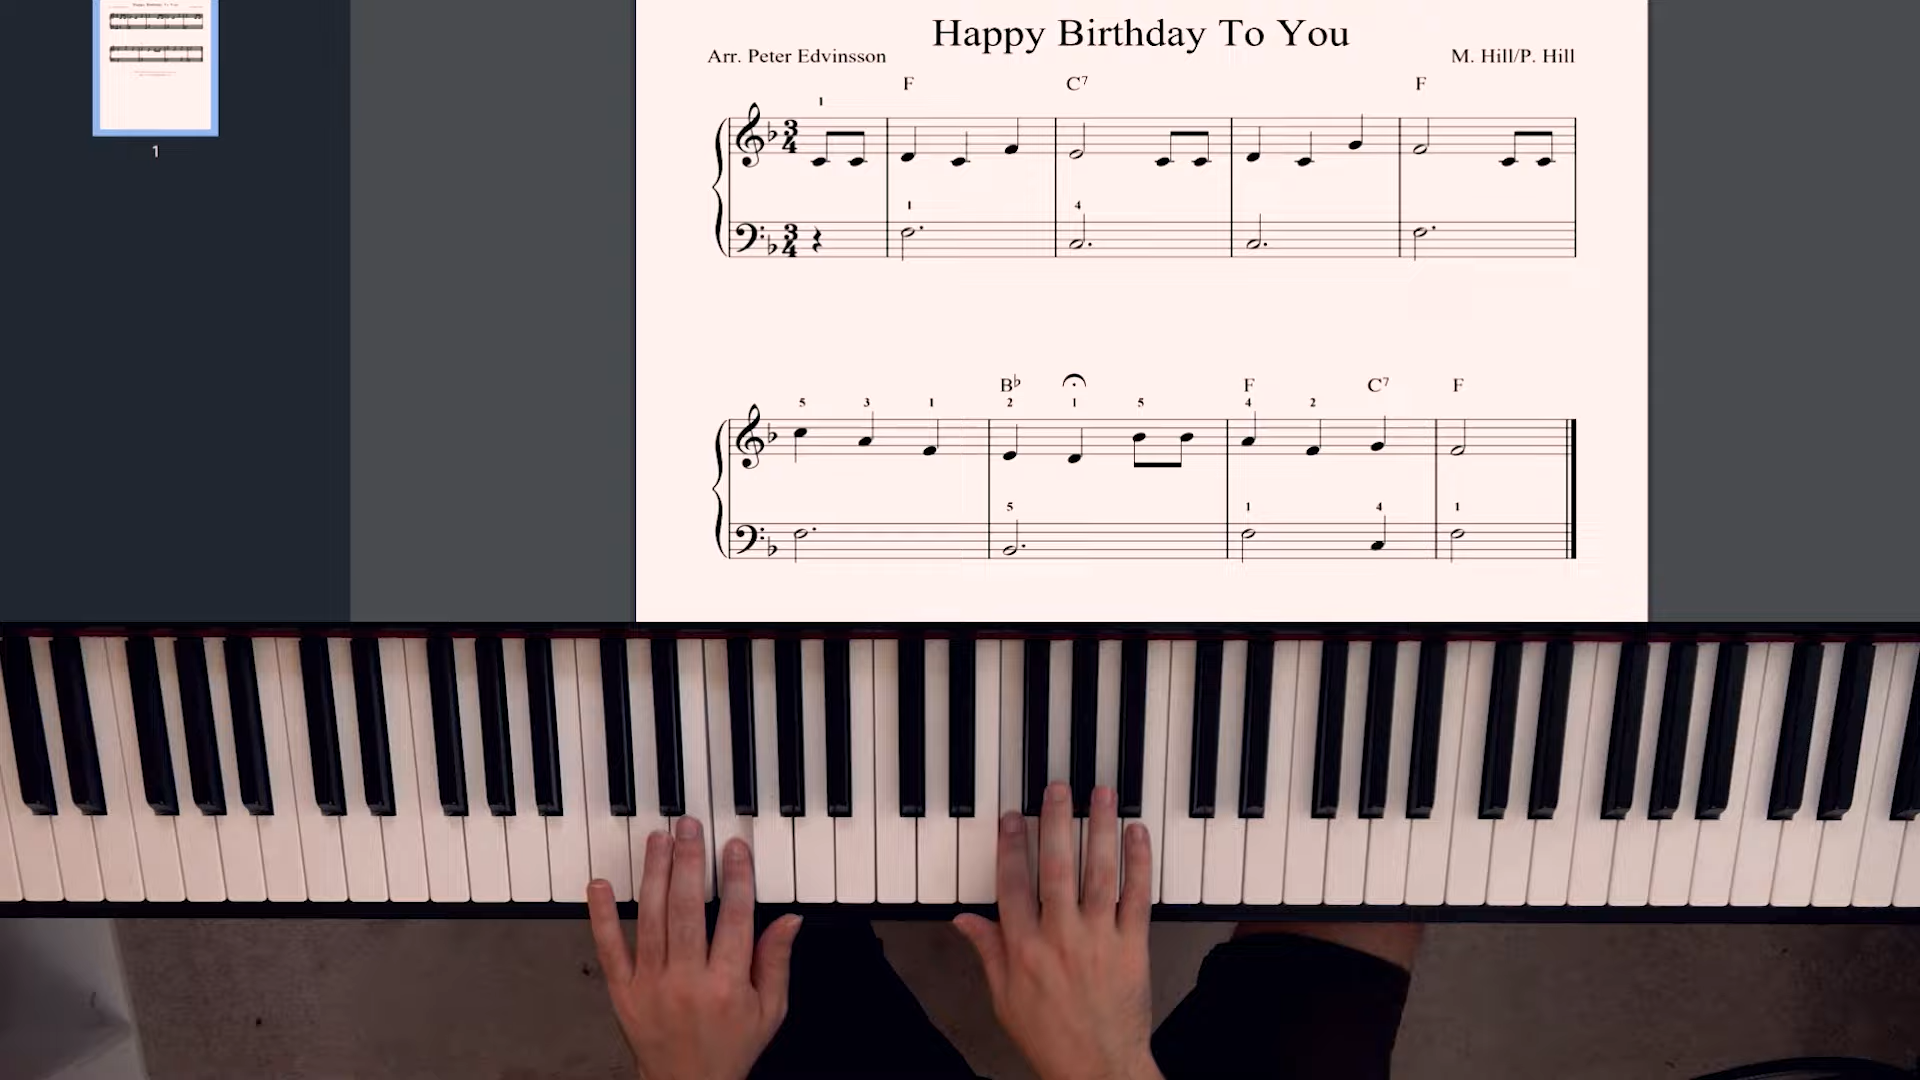 Happy Birthday To You
Arr. Peter Edvinsson
M. Hill/P. Hill
F C7 F
1
3
4
1 4
3
4
1
B♭ F C7 F
5 3 1 2 1 5 4 2
5 1 4 1